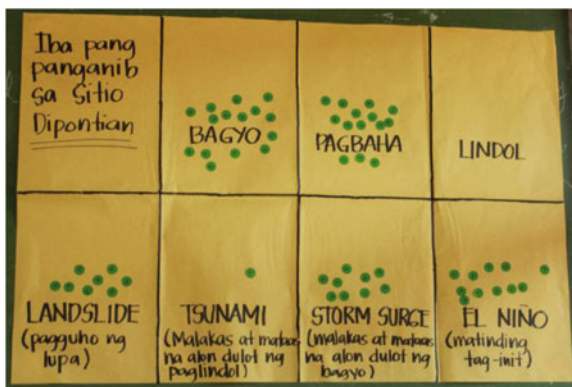 Iba pang
panganib
sa Sitio
Dipontian
BAGYO
PAGBAHA
LINDOL
LANDSLIDE
(pagguho ng
lupa)
TSUNAMI
(Malakas at mataas
na alon dulot ng
paglindol)
STORM SURGE
(malakas at mataas
na alon dulot ng
bagyo)
EL NIÑO
(matinding
tag-init)